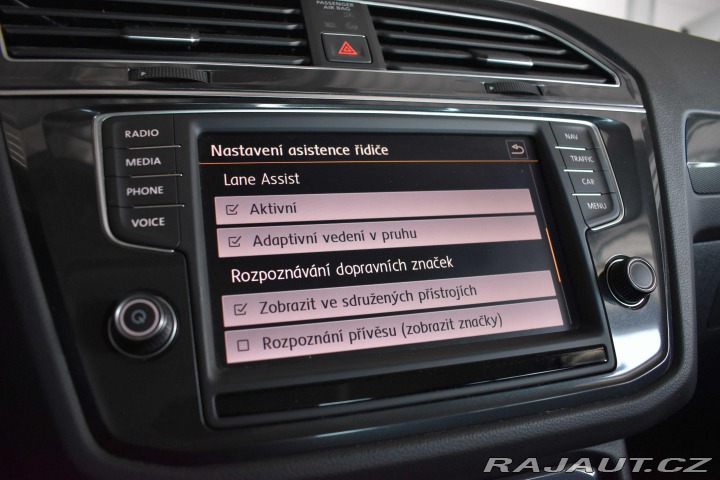 PASSENGER
AIR BAG
RADIO
MEDIA
PHONE
VOICE
Nastavení asistence řidiče
Lane Assist
Aktivní
Adaptivní vedení v pruhu
Rozpoznávání dopravních značek
Zobrazit ve sdružených přístrojích
Rozpoznání přívěsu (zobrazit značky)
NAV
TRAFFIC
CAR
MENU
RAJAUT.CZ